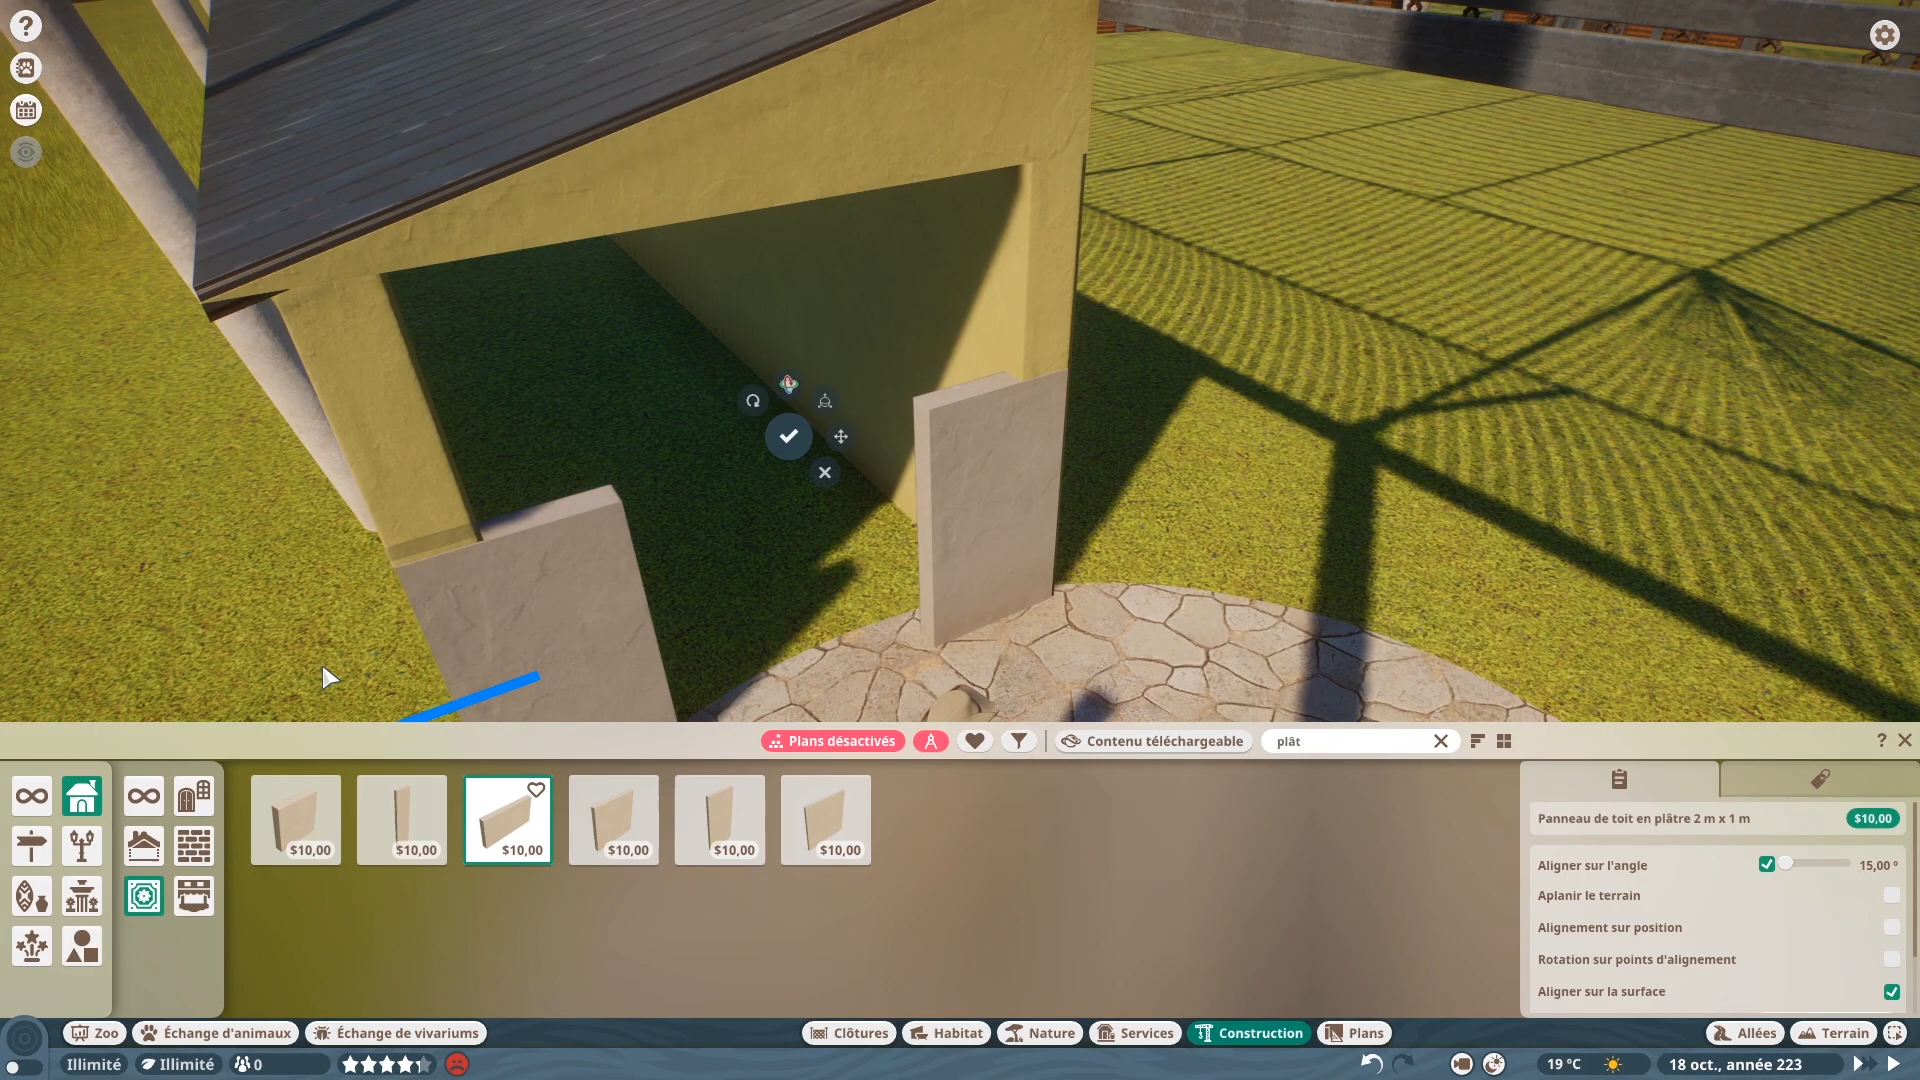 Plans désactivés
Contenu téléchargeable
plât
?
$10,00
$10,00
$10,00
$10,00
$10,00
$10,00
Panneau de toit en plâtre 2 m x 1 m
$10,00
Aligner sur l'angle
15,00 °
Aplanir le terrain
Alignement sur position
Rotation sur points d'alignement
Aligner sur la surface
Zoo
Échange d'animaux
Échange de vivariums
Clôtures
Habitat
Nature
Services
Construction
Plans
Allées
Terrain
Illimité
Illimité
0
19 °C
18 oct., année 223